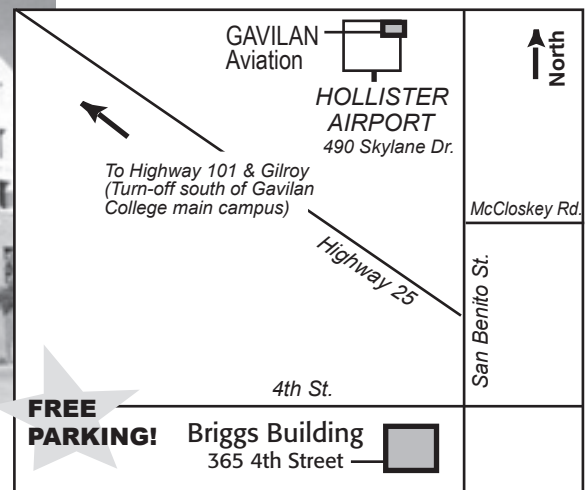 GAVILAN
Aviation
North
HOLLISTER
AIRPORT
490 Skylane Dr.
To Highway 101 & Gilroy
(Turn-off south of Gavilan
College main campus)
McCloskey Rd.
Highway 25
San Benito St.
4th St.
FREE
PARKING!
Briggs Building
365 4th Street